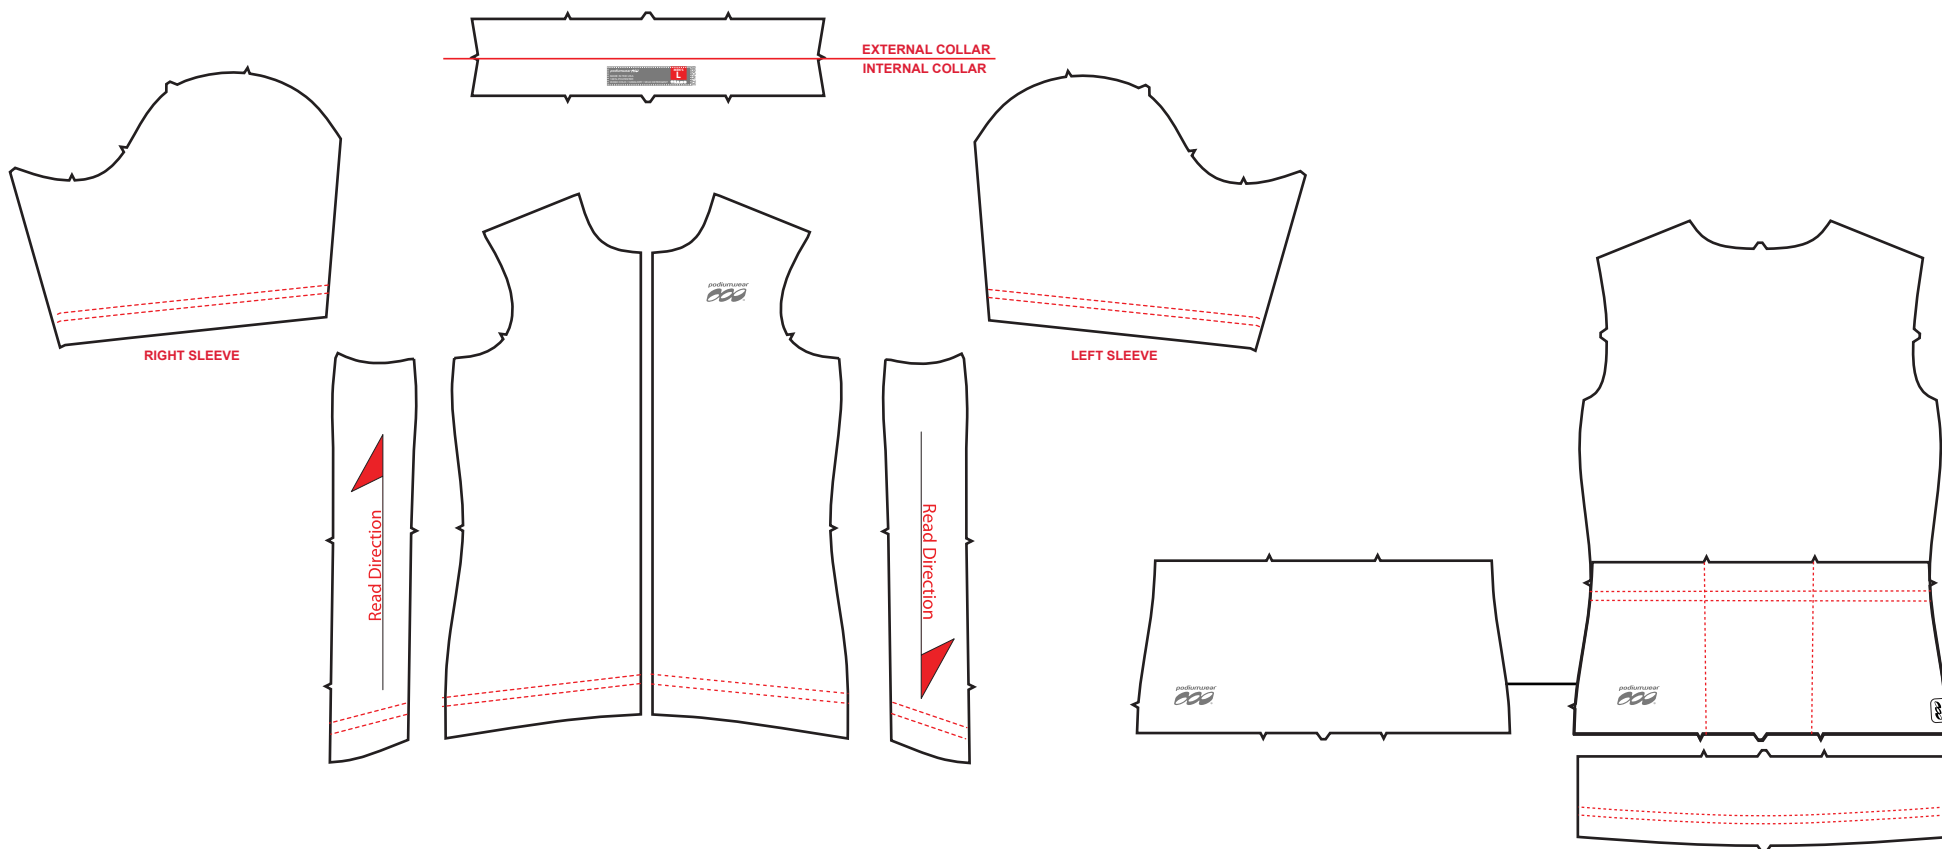 EXTERNAL COLLAR
INTERNAL COLLAR
L
podiumwear
RIGHT SLEEVE
LEFT SLEEVE
Read Direction
Read Direction
podiumwear
podiumwear